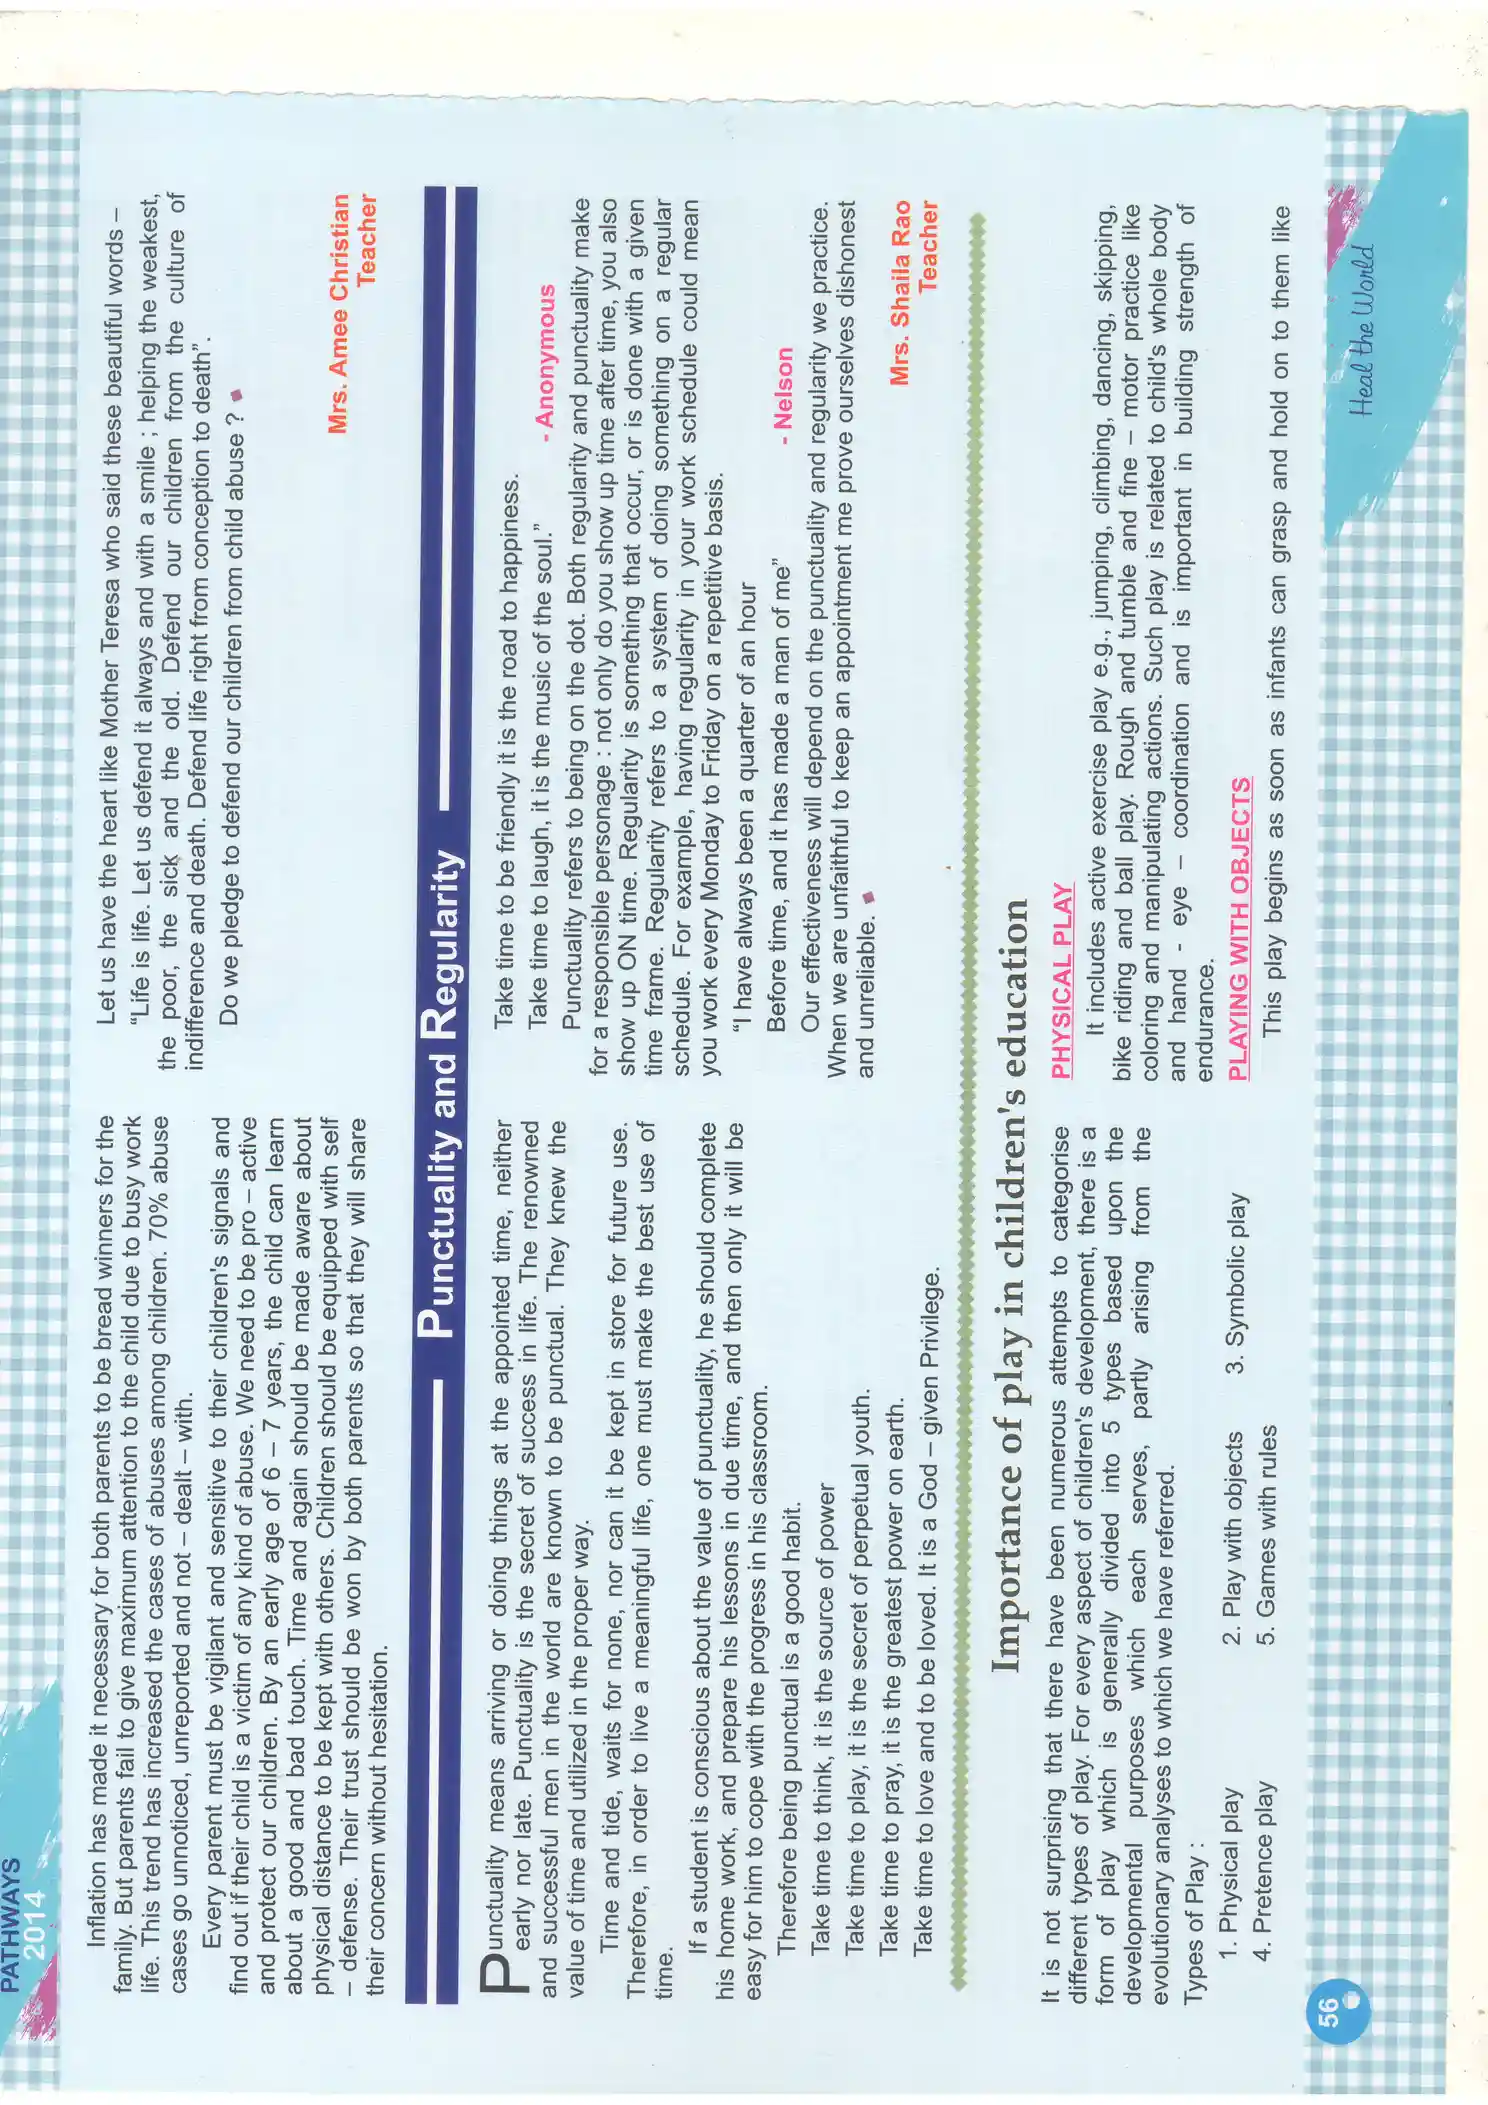 PATHWAYS
2014
Inflation has made it necessary for both parents to be bread winners for the
family. But parents fail to give maximum attention to the child due to busy work
life. This trend has increased the cases of abuses among children. 70% abuse
cases go unnoticed, unreported and not – dealt – with.
Every parent must be vigilant and sensitive to their children's signals and
find out if their child is a victim of any kind of abuse. We need to be pro – active
and protect our children. By an early age of 6 – 7 years, the child can learn
about a good and bad touch. Time and again should be made aware about
physical distance to be kept with others. Children should be equipped with self
– defense. Their trust should be won by both parents so that they will share
their concern without hesitation.
Let us have the heart like Mother Teresa who said these beautiful words –
“Life is life. Let us defend it always and with a smile ; helping the weakest,
the poor, the sick and the old. Defend our children from the culture of
indifference and death. Defend life right from conception to death”.
Do we pledge to defend our children from child abuse ?
Mrs. Amee Christian
Teacher
Punctuality and Regularity
Punctuality means arriving or doing things at the appointed time, neither
early nor late. Punctuality is the secret of success in life. The renowned
and successful men in the world are known to be punctual. They knew the
value of time and utilized in the proper way.
Time and tide, waits for none, nor can it be kept in store for future use.
Therefore, in order to live a meaningful life, one must make the best use of
time.
If a student is conscious about the value of punctuality, he should complete
his home work, and prepare his lessons in due time, and then only it will be
easy for him to cope with the progress in his classroom.
Therefore being punctual is a good habit.
Take time to think, it is the source of power
Take time to play, it is the secret of perpetual youth.
Take time to pray, it is the greatest power on earth.
Take time to love and to be loved. It is a God – given Privilege.
Take time to be friendly it is the road to happiness.
Take time to laugh, it is the music of the soul.”
- Anonymous
Punctuality refers to being on the dot. Both regularity and punctuality make
for a responsible personage : not only do you show up time after time, you also
show up ON time. Regularity is something that occur, or is done with a given
time frame. Regularity refers to a system of doing something on a regular
schedule. For example, having regularity in your work schedule could mean
you work every Monday to Friday on a repetitive basis.
“I have always been a quarter of an hour
Before time, and it has made a man of me”
- Nelson
Our effectiveness will depend on the punctuality and regularity we practice.
When we are unfaithful to keep an appointment me prove ourselves dishonest
and unreliable.
Mrs. Shaila Rao
Teacher
Importance of play in children's education
It is not surprising that there have been numerous attempts to categorise
different types of play. For every aspect of children's development, there is a
form of play which is generally divided into 5 types based upon the
developmental purposes which each serves, partly arising from the
evolutionary analyses to which we have referred.
Types of Play :
1. Physical play 2. Play with objects 3. Symbolic play
4. Pretence play 5. Games with rules
PHYSICAL PLAY
It includes active exercise play e.g., jumping, climbing, dancing, skipping,
bike riding and ball play. Rough and tumble and fine – motor practice like
coloring and manipulating actions. Such play is related to child's whole body
and hand - eye – coordination and is important in building strength of
endurance.
PLAYING WITH OBJECTS
This play begins as soon as infants can grasp and hold on to them like
56
Heal the World